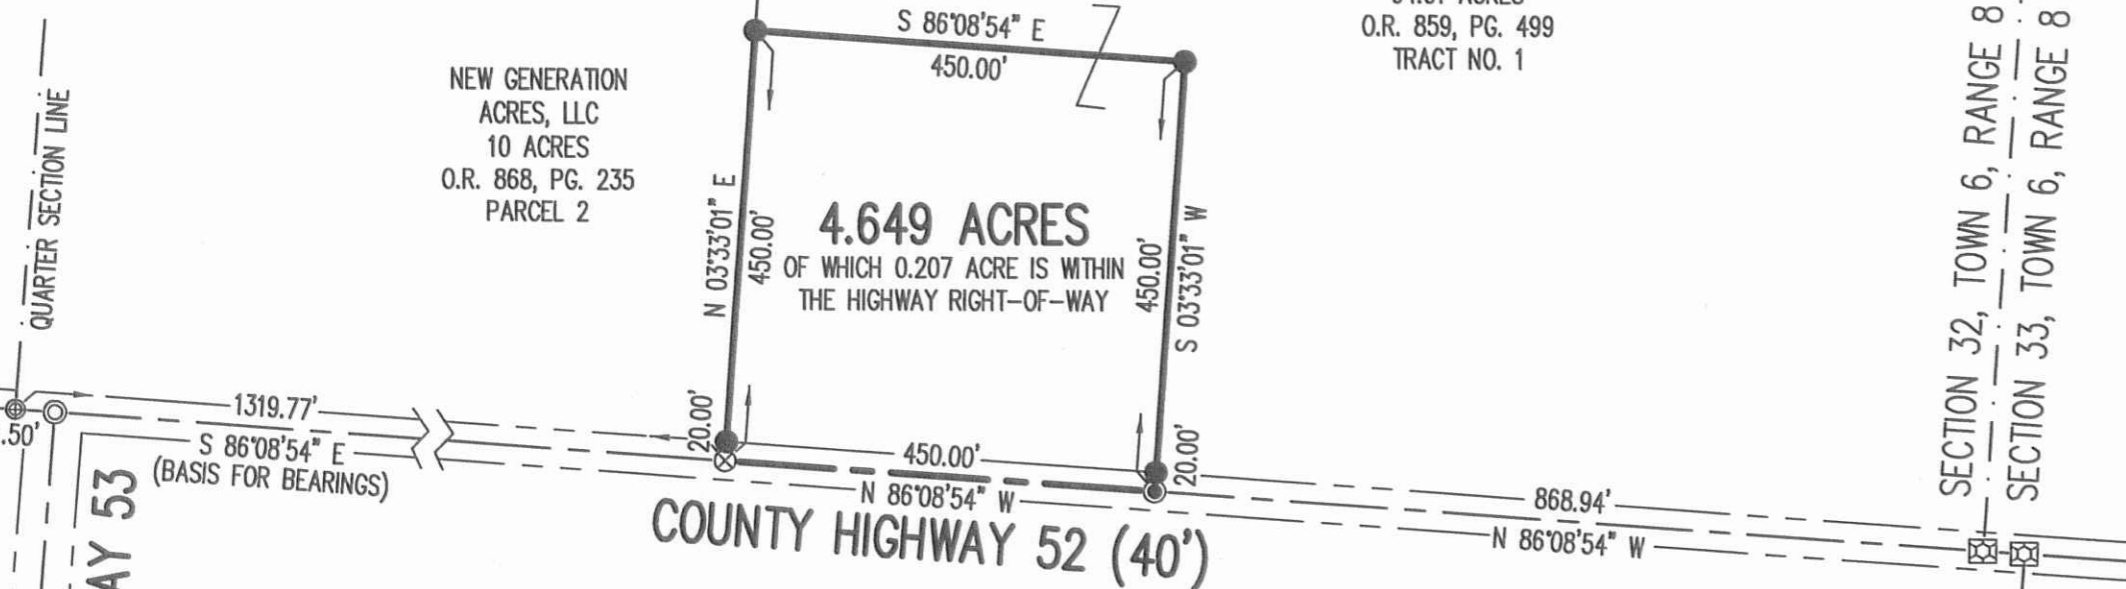 S 86°08'54" E
450.00'
O.R. 859, PG. 499
TRACT NO. 1
NEW GENERATION
ACRES, LLC
10 ACRES
O.R. 868, PG. 235
PARCEL 2
QUARTER SECTION LINE
N 03°33'01" E
450.00'
4.649 ACRES
OF WHICH 0.207 ACRE IS WITHIN
THE HIGHWAY RIGHT-OF-WAY
450.00'
S 03°33'01" W
SECTION 32, TOWN 6, RANGE 8
SECTION 33, TOWN 6, RANGE 8
1319.77'
.50'
S 86°08'54" E
(BASIS FOR BEARINGS)
20.00'
450.00'
20.00'
N 86°08'54" W
868.94'
N 86°08'54" W
COUNTY HIGHWAY 52 (40')
AY 53